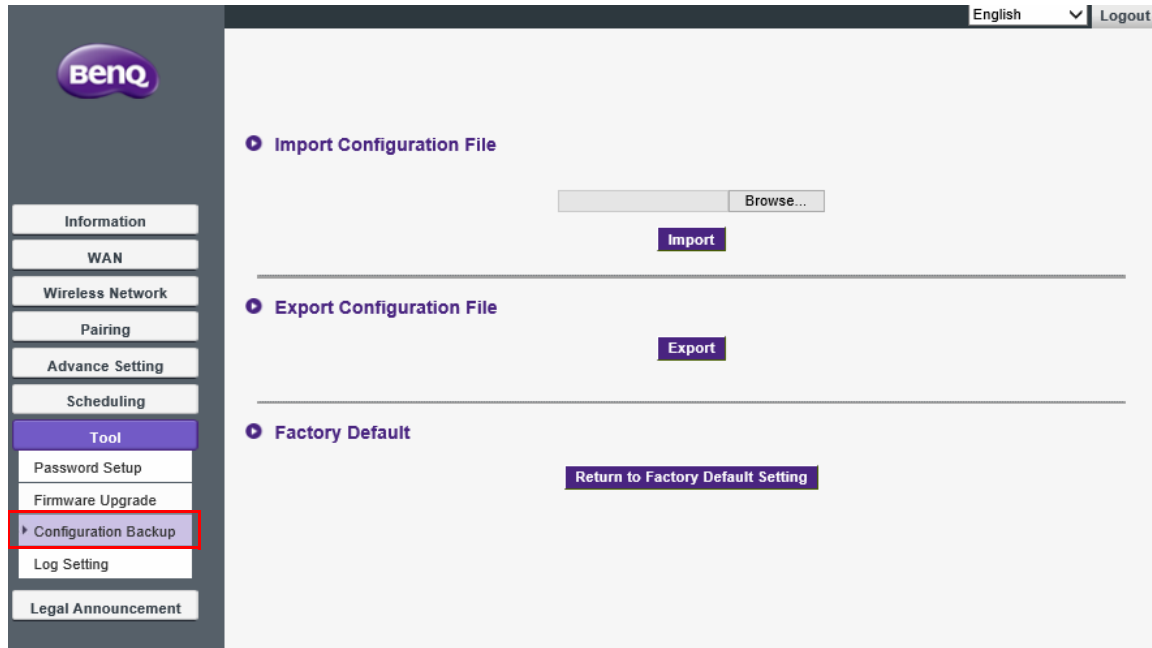 English Logout
BenQ
Import Configuration File
Browse...
Import
Export Configuration File
Export
Factory Default
Return to Factory Default Setting
Information
WAN
Wireless Network
Pairing
Advance Setting
Scheduling
Tool
Password Setup
Firmware Upgrade
Configuration Backup
Log Setting
Legal Announcement